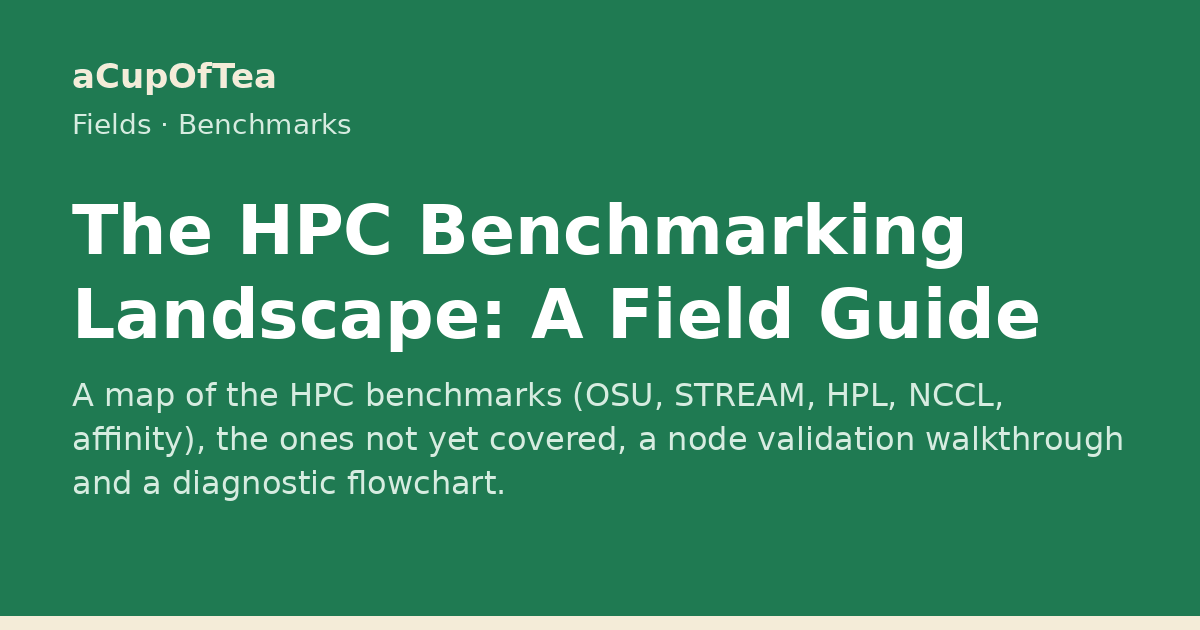 aCupOfTea
Fields · Benchmarks
The HPC Benchmarking
Landscape: A Field Guide
A map of the HPC benchmarks (OSU, STREAM, HPL, NCCL,
affinity), the ones not yet covered, a node validation walkthrough
and a diagnostic flowchart.